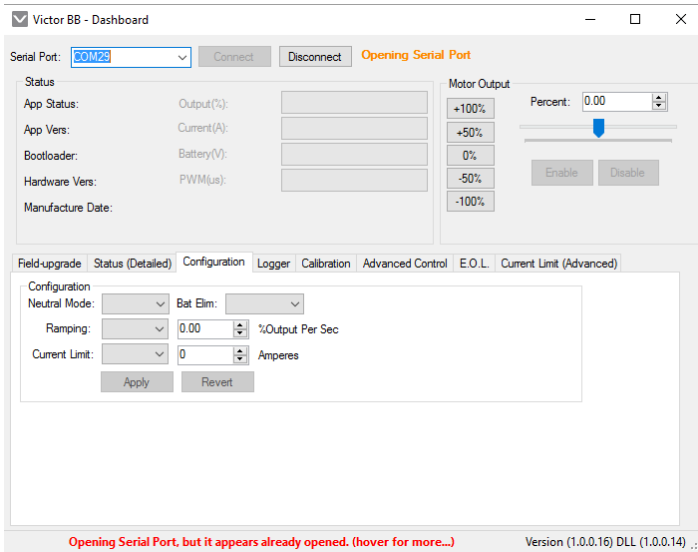 Victor BB - Dashboard
Serial Port: COM29 Connect Disconnect Opening Serial Port
Status
App Status: Output(%):
App Vers: Current(A):
Bootloader: Battery(V):
Hardware Vers: PWM(us):
Manufacture Date:
Motor Output
+100% Percent: 0.00
+50%
0%
-50% Enable Disable
-100%
Field-upgrade Status (Detailed) Configuration Logger Calibration Advanced Control E.O.L. Current Limit (Advanced)
Configuration
Neutral Mode: Bat Elim:
Ramping: 0.00 %Output Per Sec
Current Limit: 0 Amperes
Apply Revert
Opening Serial Port, but it appears already opened. (hover for more...) Version (1.0.0.16) DLL (1.0.0.14)